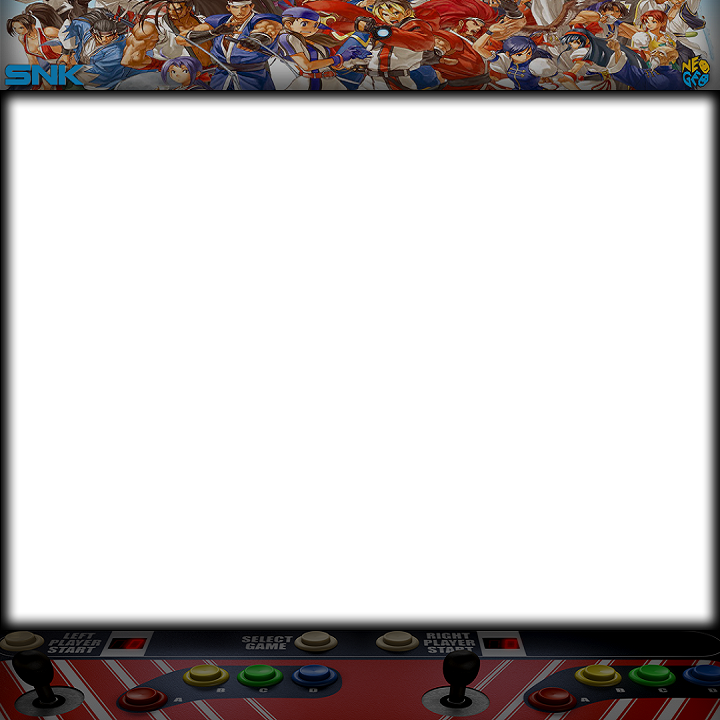 SNK
NEO
GEO
LEFT
PLAYER
START
SELECT
GAME
RIGHT
PLAYER
START
A B C D
A B C D